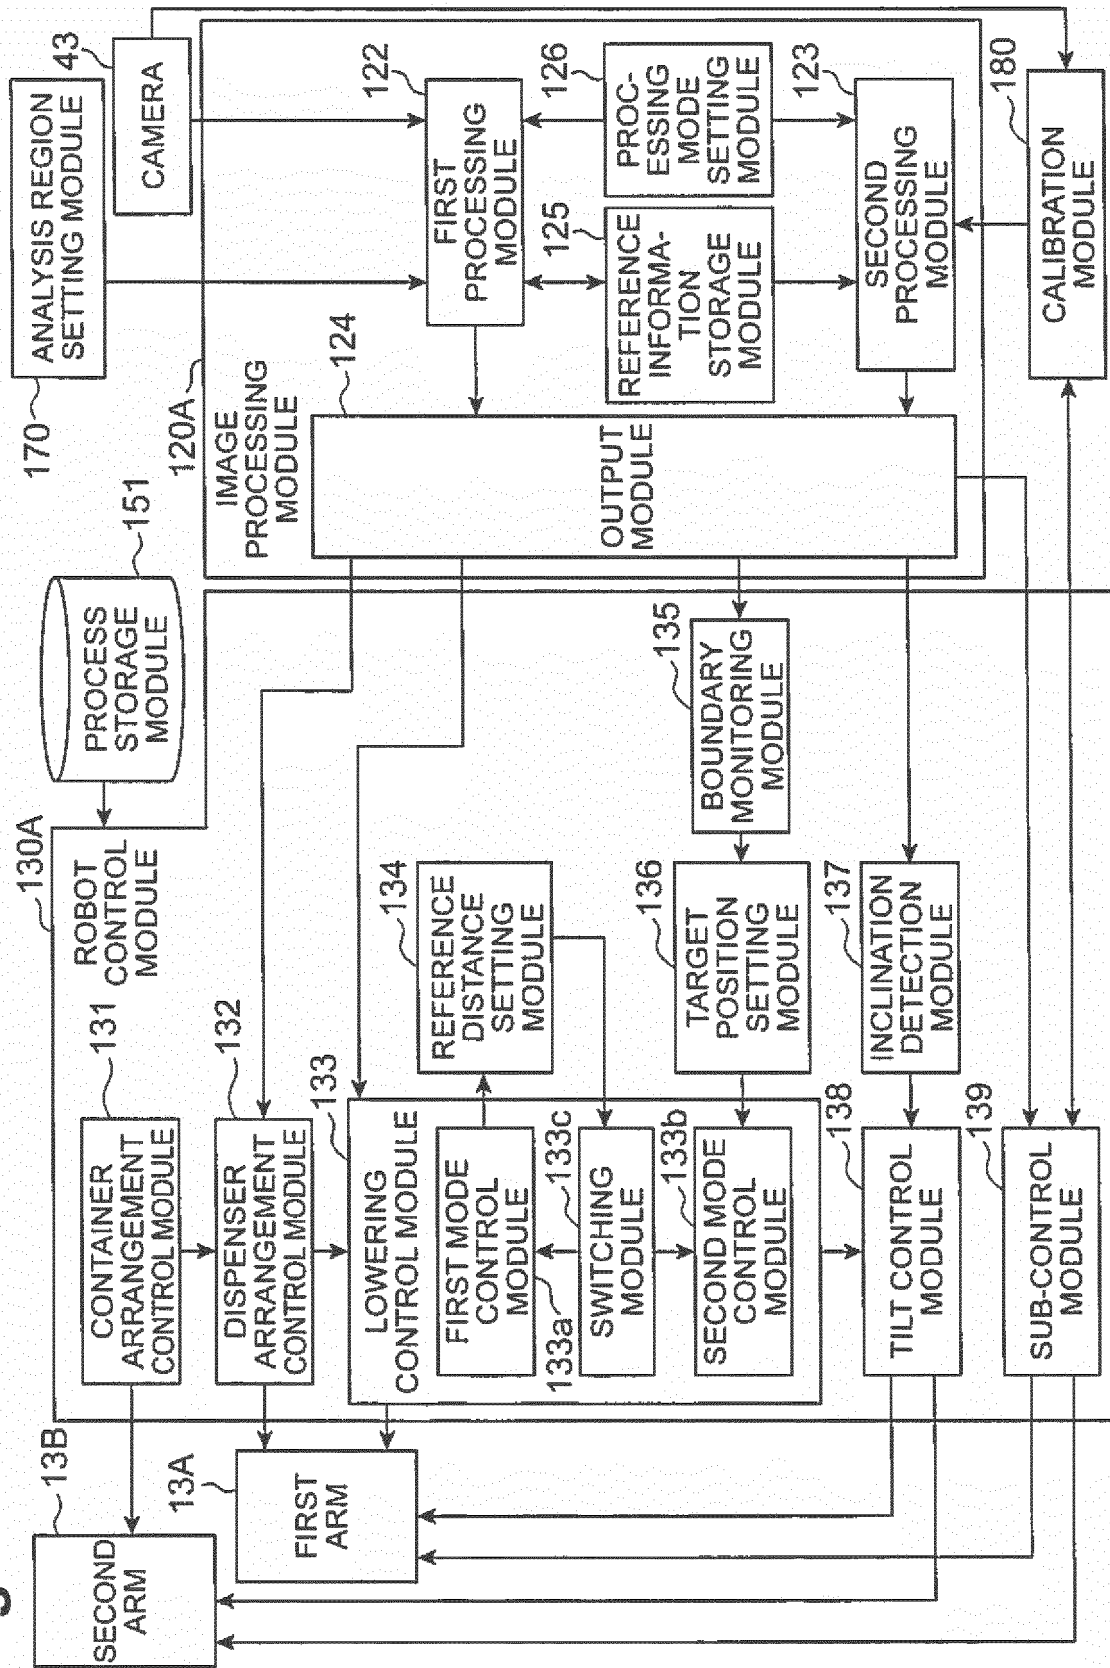 13B
SECOND
ARM
13A
FIRST
ARM
130A
ROBOT
CONTROL
MODULE
131
CONTAINER
ARRANGEMENT
CONTROL MODULE
132
DISPENSER
ARRANGEMENT
CONTROL MODULE
133
LOWERING
CONTROL MODULE
FIRST MODE
CONTROL
MODULE
133a
133c
SWITCHING
MODULE
133b
SECOND MODE
CONTROL
MODULE
138
TILT CONTROL
MODULE
139
SUB-CONTROL
MODULE
134
REFERENCE
DISTANCE
SETTING
MODULE
136
TARGET
POSITION
SETTING
MODULE
137
INCLINATION
DETECTION
MODULE
135
BOUNDARY
MONITORING
MODULE
151
PROCESS
STORAGE
MODULE
170
ANALYSIS REGION
SETTING MODULE
43
CAMERA
120A
IMAGE
PROCESSING
MODULE
124
OUTPUT
MODULE
122
FIRST
PROCESSING
MODULE
125
REFERENCE
INFORMA-
TION
STORAGE
MODULE
126
PROC-
ESSING
MODE
SETTING
MODULE
123
SECOND
PROCESSING
MODULE
180
CALIBRATION
MODULE